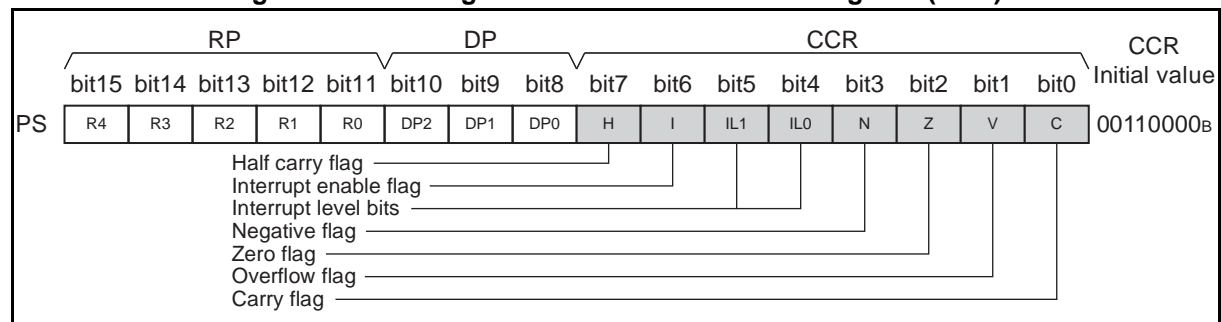 RP DP CCR CCR
bit15 bit14 bit13 bit12 bit11 bit10 bit9 bit8 bit7 bit6 bit5 bit4 bit3 bit2 bit1 bit0 Initial value
PS R4 R3 R2 R1 R0 DP2 DP1 DP0 H I IL1 IL0 N Z V C 00110000B
Half carry flag
Interrupt enable flag
Interrupt level bits
Negative flag
Zero flag
Overflow flag
Carry flag